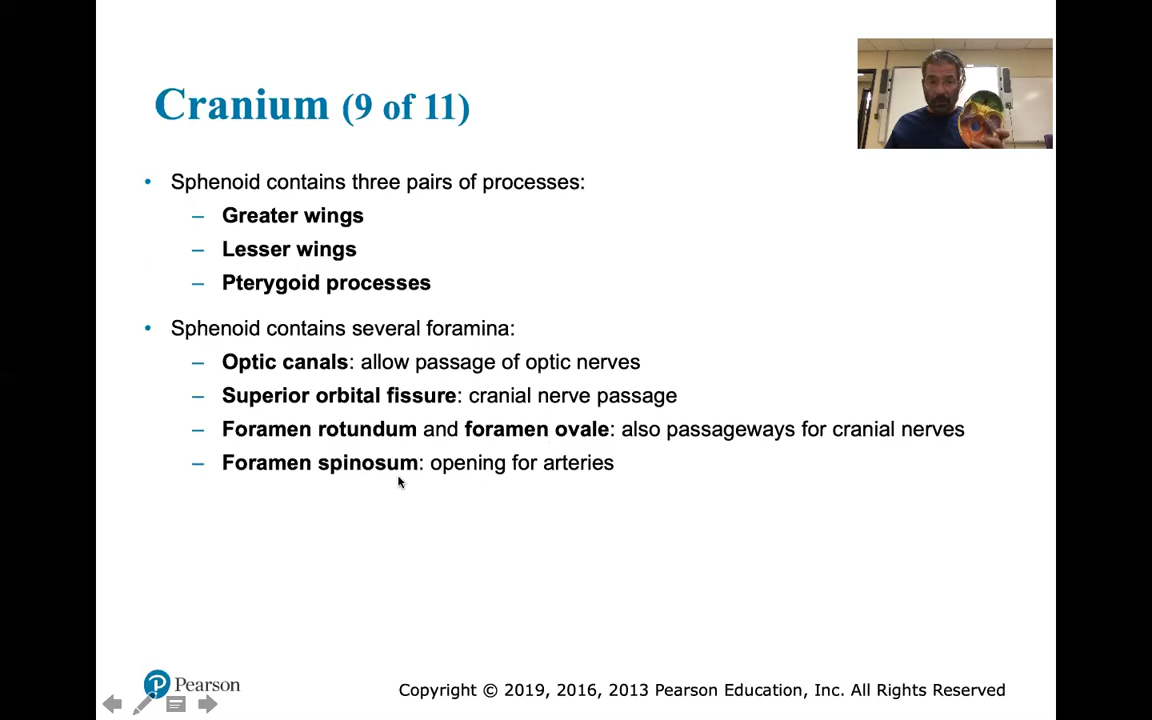 Cranium (9 of 11)
• Sphenoid contains three pairs of processes:
– Greater wings
– Lesser wings
– Pterygoid processes
• Sphenoid contains several foramina:
– Optic canals: allow passage of optic nerves
– Superior orbital fissure: cranial nerve passage
– Foramen rotundum and foramen ovale: also passageways for cranial nerves
– Foramen spinosum: opening for arteries
P Pearson
Copyright © 2019, 2016, 2013 Pearson Education, Inc. All Rights Reserved